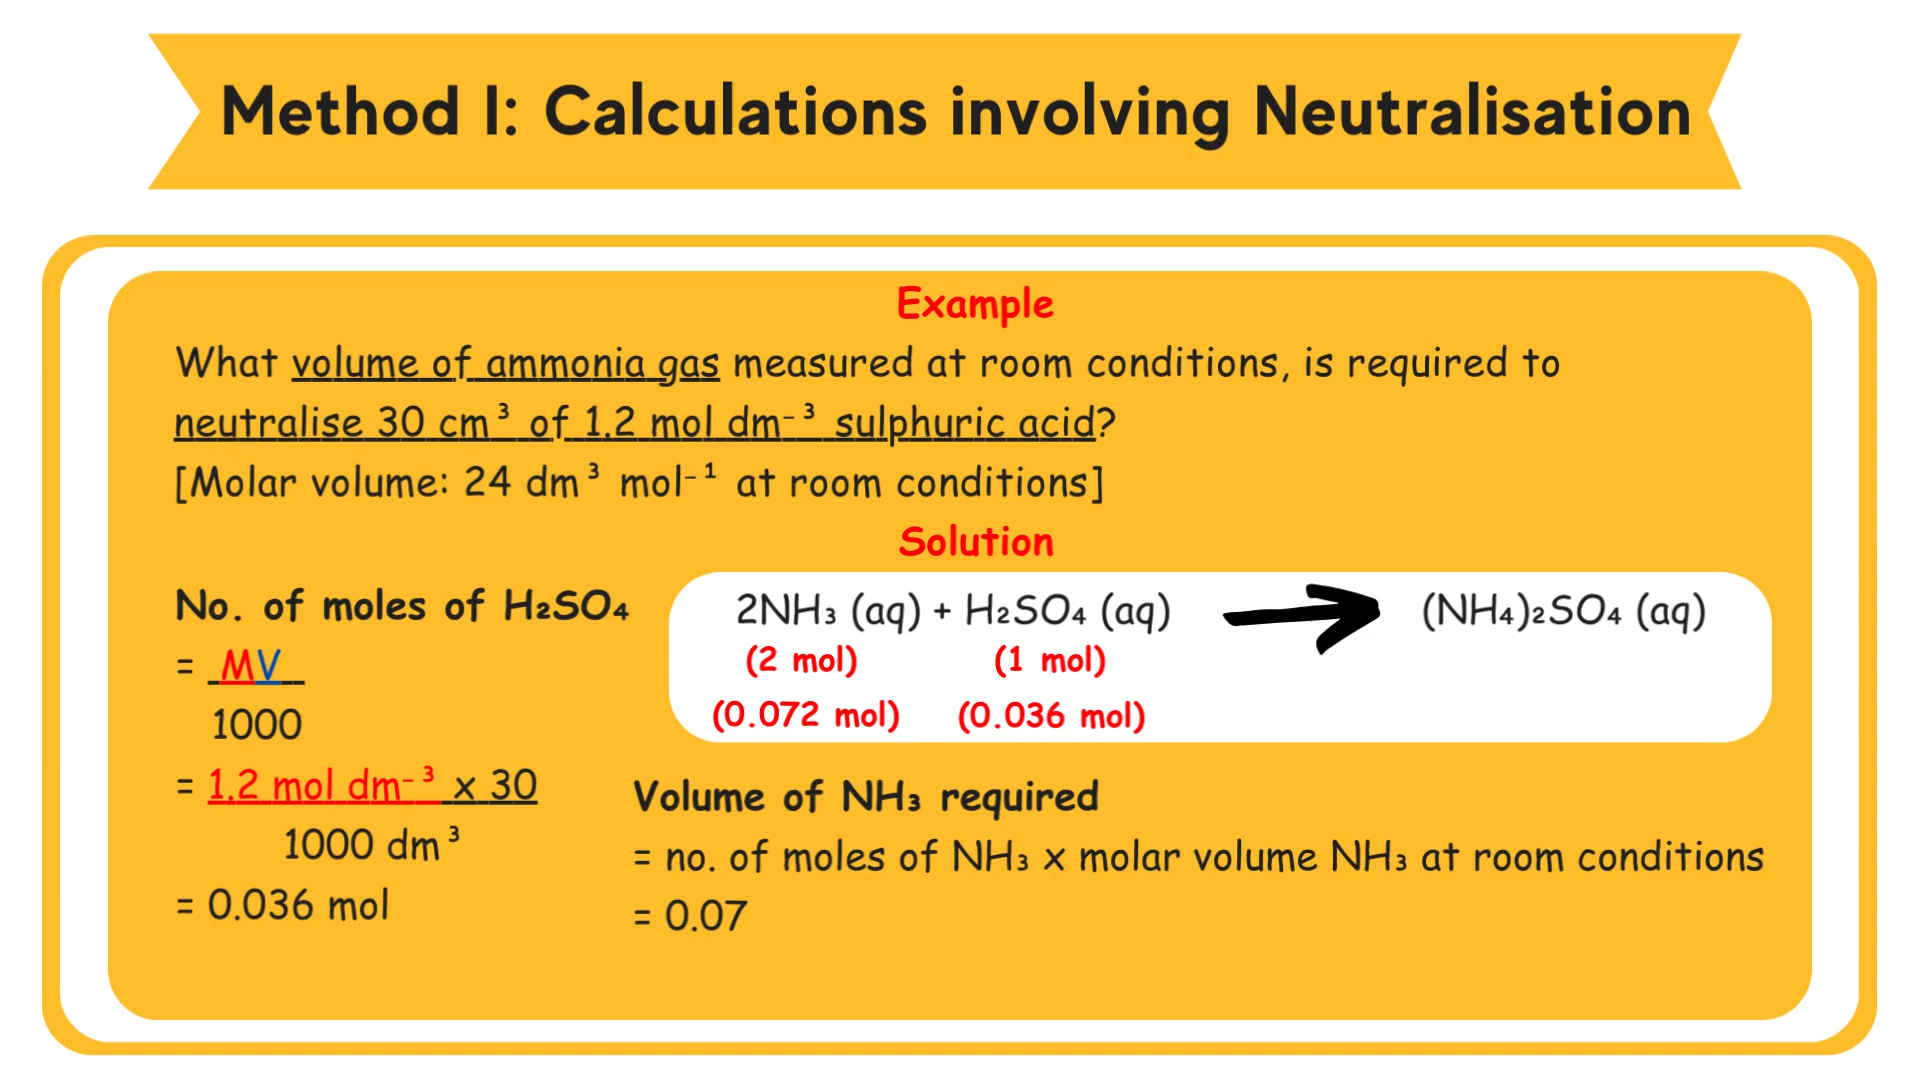 Method I: Calculations involving Neutralisation
Example
What volume of ammonia gas measured at room conditions, is required to
neutralise 30 cm³ of 1.2 mol dm⁻³ sulphuric acid?
[Molar volume: 24 dm³ mol⁻¹ at room conditions]
Solution
No. of moles of H₂SO₄
= MV
1000
= 1.2 mol dm⁻³ x 30
1000 dm³
= 0.036 mol
2NH₃ (aq) + H₂SO₄ (aq) (NH₄)₂SO₄ (aq)
(2 mol) (1 mol)
(0.072 mol) (0.036 mol)
Volume of NH₃ required
= no. of moles of NH₃ x molar volume NH₃ at room conditions
= 0.07